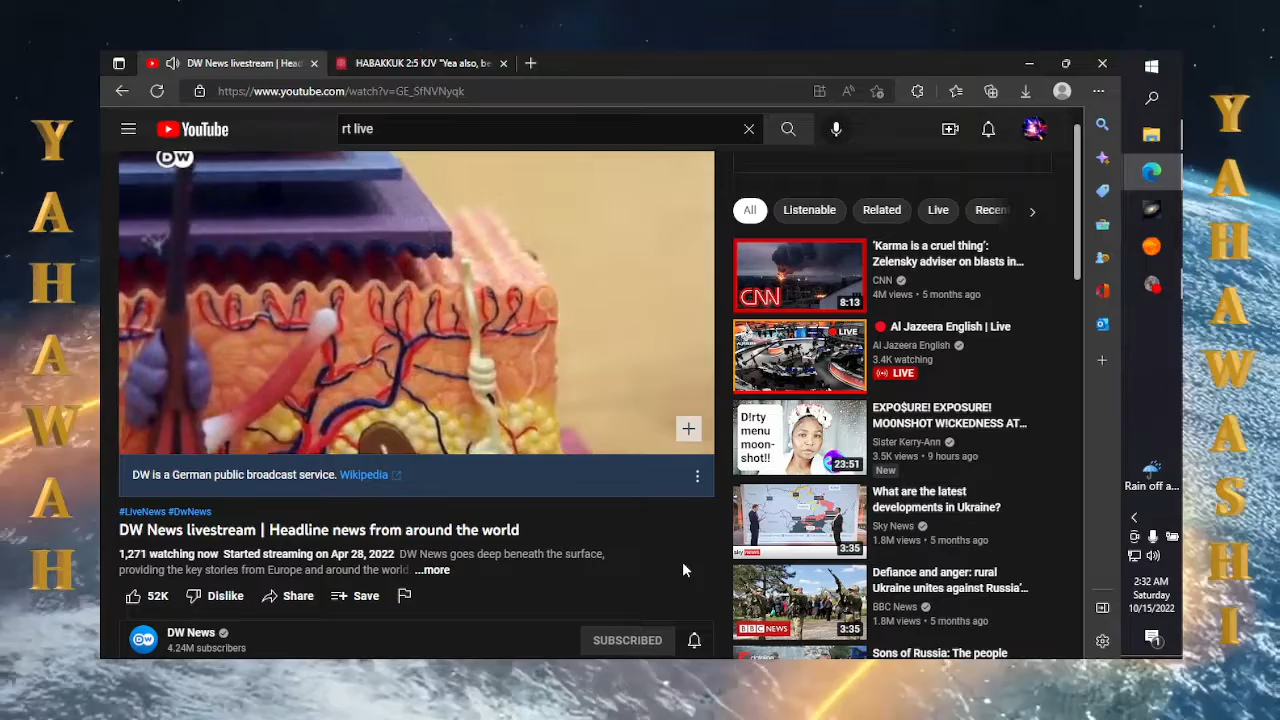 DW News livestream | Head
HABAKKUK 2:5 KJV "Yea also, be
https://www.youtube.com/watch?v=GE_SfNVNyqk
YouTube
rt live
DW
DW is a German public broadcast service. Wikipedia
#LiveNews #DwNews
DW News livestream | Headline news from around the world
1,271 watching now Started streaming on Apr 28, 2022 DW News goes deep beneath the surface,
providing the key stories from Europe and around the world ...more
52K Dislike Share Save
DW News
4.24M subscribers
SUBSCRIBED
All Listenable Related Live Recen
CNN
8:13
'Karma is a cruel thing':
Zelensky adviser on blasts in...
CNN
4M views • 5 months ago
LIVE
Al Jazeera English | Live
Al Jazeera English
3.4K watching
LIVE
D!rty
menu
moon-
shot!!
23:51
EXPO$URE! EXPOSURE!
MOONSHOT WICKEDNESS AT...
Sister Kerry-Ann
3.5K views • 9 hours ago
New
sky news
3:35
What are the latest
developments in Ukraine?
Sky News
1.8M views • 5 months ago
BBC NEWS
3:35
Defiance and anger: rural
Ukraine unites against Russia'...
BBC News
1.8M views • 5 months ago
Sons of Russia: The people
Rain off a...
2:32 AM
Saturday
10/15/2022
1
YAHAWAH
YAHAWASHI